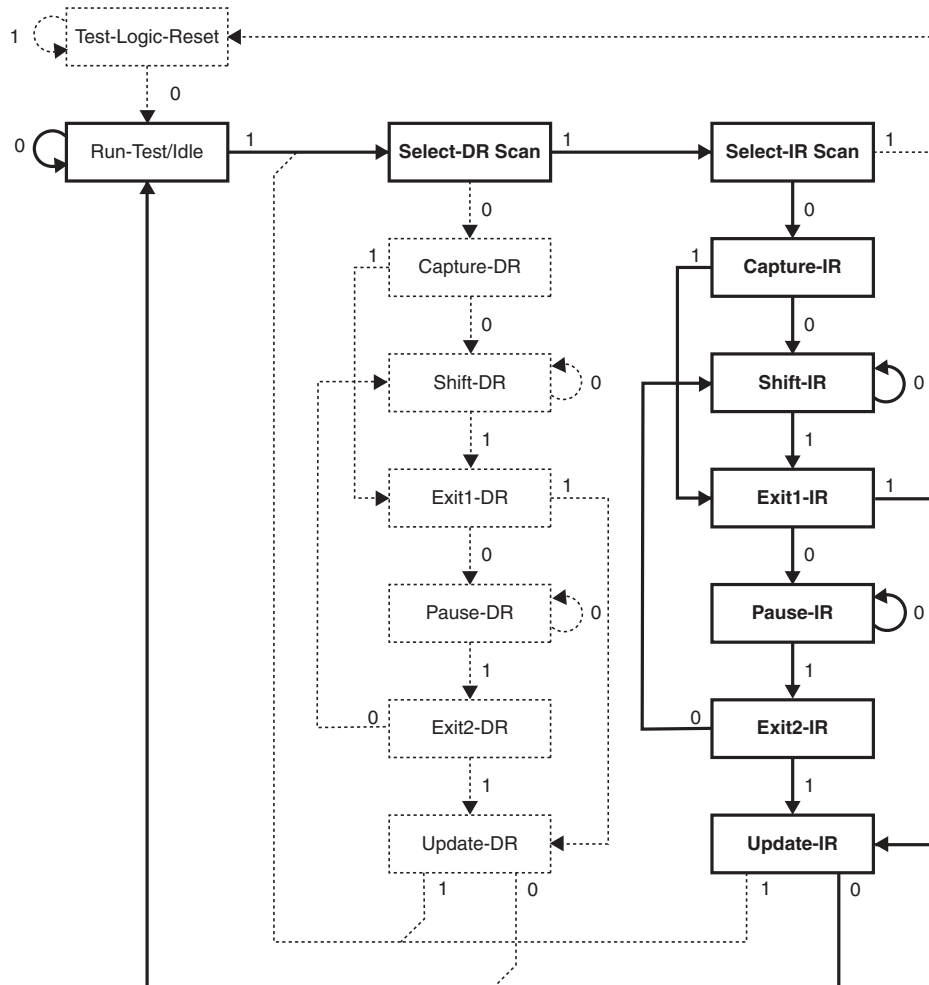 Test-Logic-Reset
1
0
0
Run-Test/Idle
1
Select-DR Scan
1
Select-IR Scan
1
0
0
1
Capture-DR
1
Capture-IR
0
0
Shift-DR
0
Shift-IR
0
1
1
Exit1-DR
1
Exit1-IR
1
0
0
Pause-DR
0
Pause-IR
0
1
1
0
Exit2-DR
0
Exit2-IR
1
1
Update-DR
Update-IR
1
0
1
0